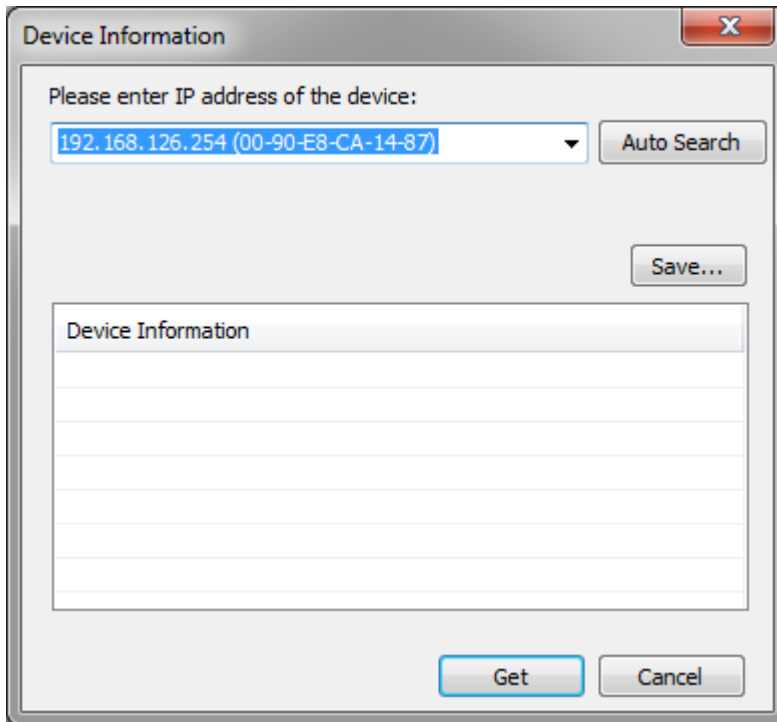 Device Information
Please enter IP address of the device:
192.168.126.254 (00-90-E8-CA-14-87)
Auto Search
Save...
Device Information
Get
Cancel